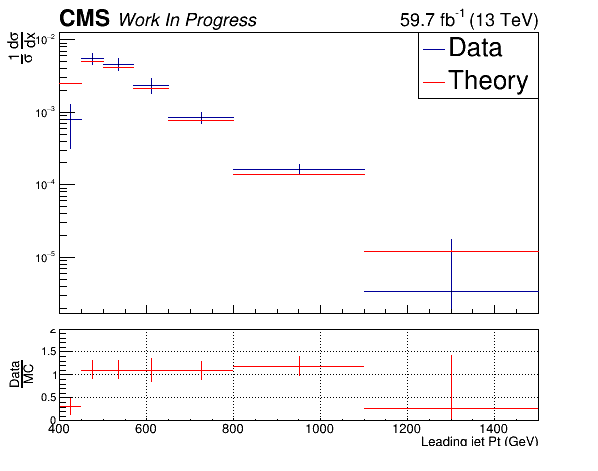 CMS Work In Progress 59.7 fb⁻¹ (13 TeV)
1/σ dσ/dx
10⁻²
10⁻³
10⁻⁴
10⁻⁵
Data
Theory
Data/MC
2
1.5
1
0.5
0
400 600 800 1000 1200 1400
Leading jet Pt (GeV)